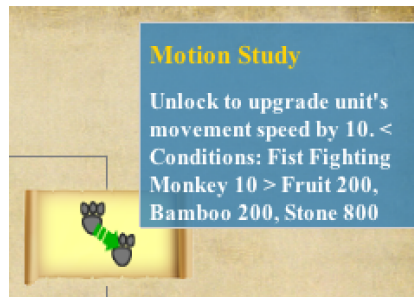 Motion Study
Unlock to upgrade unit's
movement speed by 10. <
Conditions: Fist Fighting
Monkey 10 > Fruit 200,
Bamboo 200, Stone 800